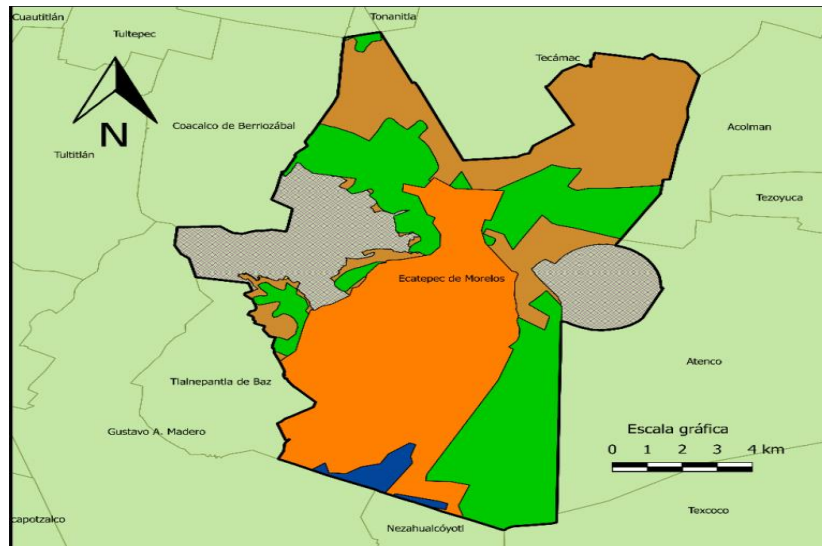 Cuautitlán
Tonanitla
Tultepec
Tecámac
N
Coacalco de Berriozábal
Acolman
Tultitlán
Tezoyuca
Ecatepec de Morelos
Atenco
Tlalnepantla de Baz
Gustavo A. Madero
Escala gráfica
0 1 2 3 4 km
capotzalco
Nezahualcóyotl
Texcoco